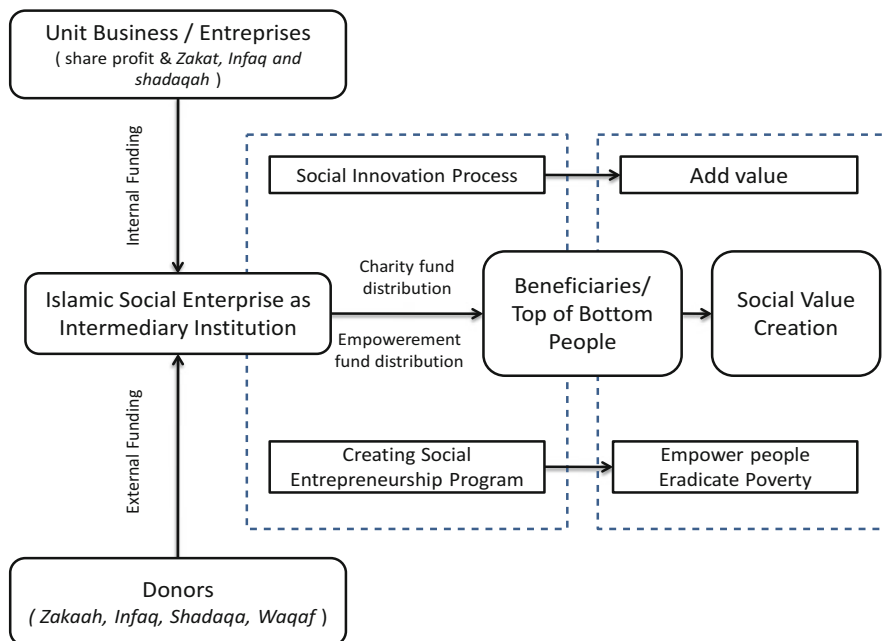 Unit Business / Entreprises
( share profit & Zakat, Infaq and
shadaqah )
Internal Funding
Social Innovation Process
Add value
Islamic Social Enterprise as
Intermediary Institution
Charity fund
distribution
Empowerement
fund distribution
Beneficiaries/
Top of Bottom
People
Social Value
Creation
External Funding
Creating Social
Entrepreneurship Program
Empower people
Eradicate Poverty
Donors
( Zakaah, Infaq, Shadaqa, Waqaf )